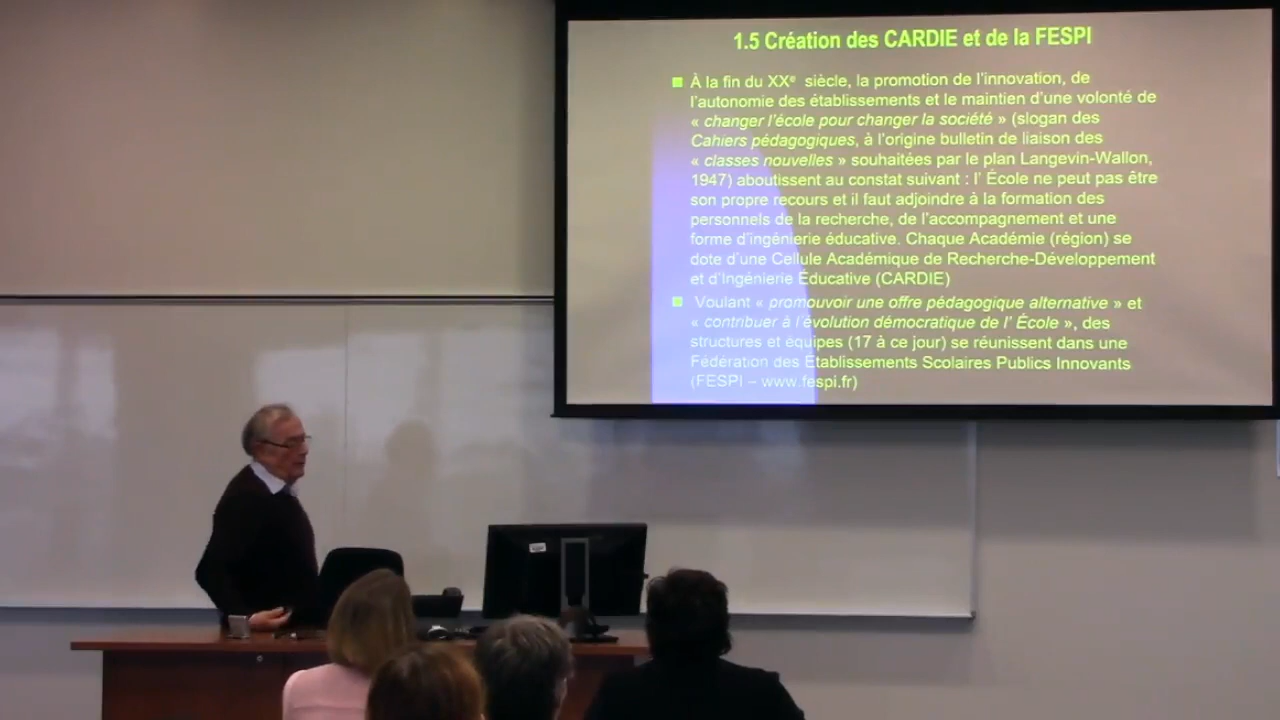 1.5 Création des CARDIE et de la FESPI
À la fin du XXe siècle, la promotion de l'innovation, de
l'autonomie des établissements et le maintien d'une volonté de
« changer l'école pour changer la société » (slogan des
Cahiers pédagogiques, à l'origine bulletin de liaison des
« classes nouvelles » souhaitées par le plan Langevin-Wallon,
1947) aboutissent au constat suivant : l' École ne peut pas être
son propre recours et il faut adjoindre à la formation des
personnels de la recherche, de l'accompagnement et une
forme d'ingénierie éducative. Chaque Académie (région) se
dote d'une Cellule Académique de Recherche-Développement
et d'Ingénierie Éducative (CARDIE)
Voulant « promouvoir une offre pédagogique alternative » et
« contribuer à l'évolution démocratique de l' École », des
structures et équipes (17 à ce jour) se réunissent dans une
Fédération des Établissements Scolaires Publics Innovants
(FESPI – www.fespi.fr)